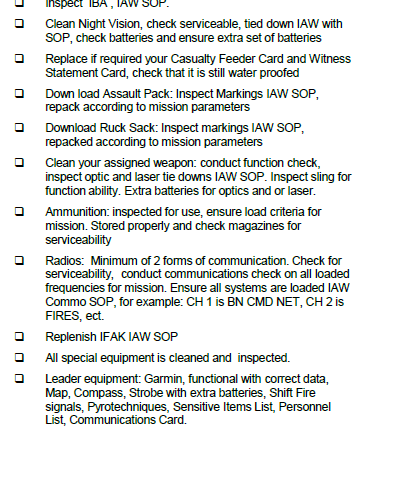 ❑ Inspect IBA , IAW SOP.
❑ Clean Night Vision, check serviceable, tied down IAW with
SOP, check batteries and ensure extra set of batteries
❑ Replace if required your Casualty Feeder Card and Witness
Statement Card, check that it is still water proofed
❑ Down load Assault Pack: Inspect Markings IAW SOP,
repack according to mission parameters
❑ Download Ruck Sack: Inspect markings IAW SOP,
repacked according to mission parameters
❑ Clean your assigned weapon: conduct function check,
inspect optic and laser tie downs IAW SOP. Inspect sling for
function ability. Extra batteries for optics and or laser.
❑ Ammunition: inspected for use, ensure load criteria for
mission. Stored properly and check magazines for
serviceability
❑ Radios: Minimum of 2 forms of communication. Check for
serviceability, conduct communications check on all loaded
frequencies for mission. Ensure all systems are loaded IAW
Commo SOP, for example: CH 1 is BN CMD NET, CH 2 is
FIRES, ect.
❑ Replenish IFAK IAW SOP
❑ All special equipment is cleaned and inspected.
❑ Leader equipment: Garmin, functional with correct data,
Map, Compass, Strobe with extra batteries, Shift Fire
signals, Pyrotechniques, Sensitive Items List, Personnel
List, Communications Card.